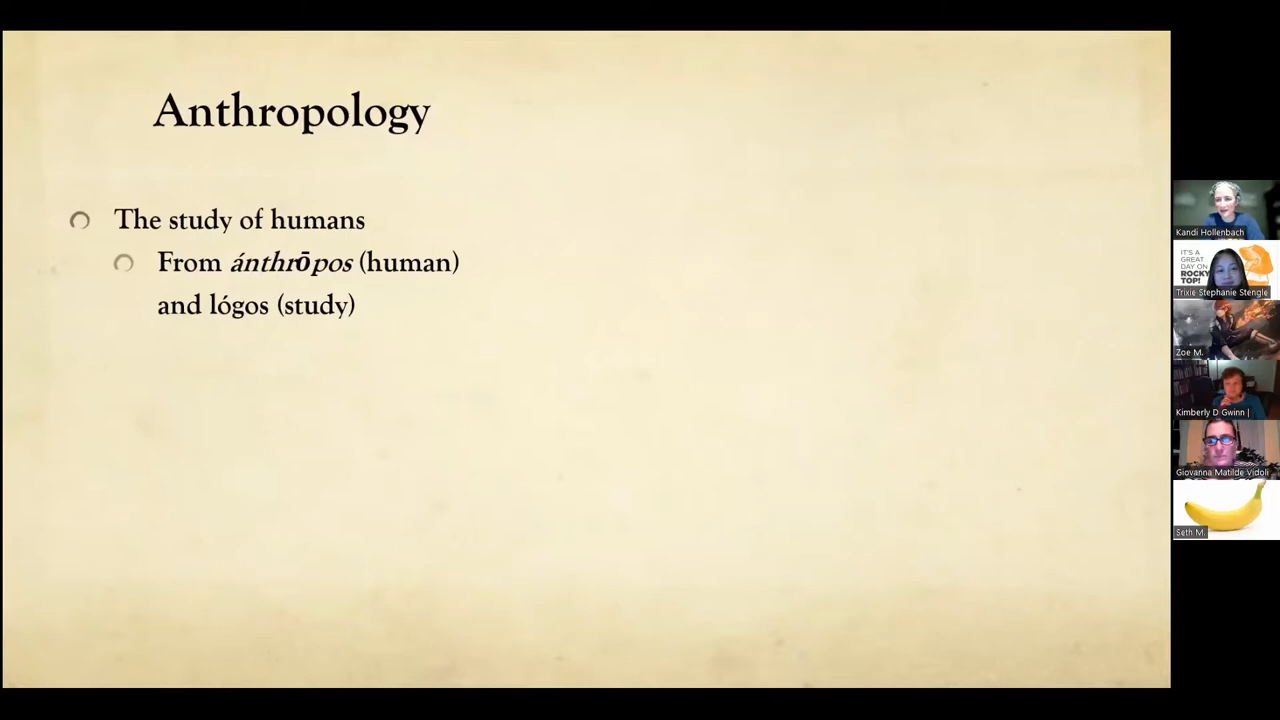 Anthropology
The study of humans
From ánthrōpos (human)
and lógos (study)
Kandi Hollenbach
IT'S A
GREAT
DAY ON
ROCKY
TOP!
Trixie Stephanie Stengle
Zoe M.
Kimberly D Gwinn |
Giovanna Matilde Vidoli
Seth M.